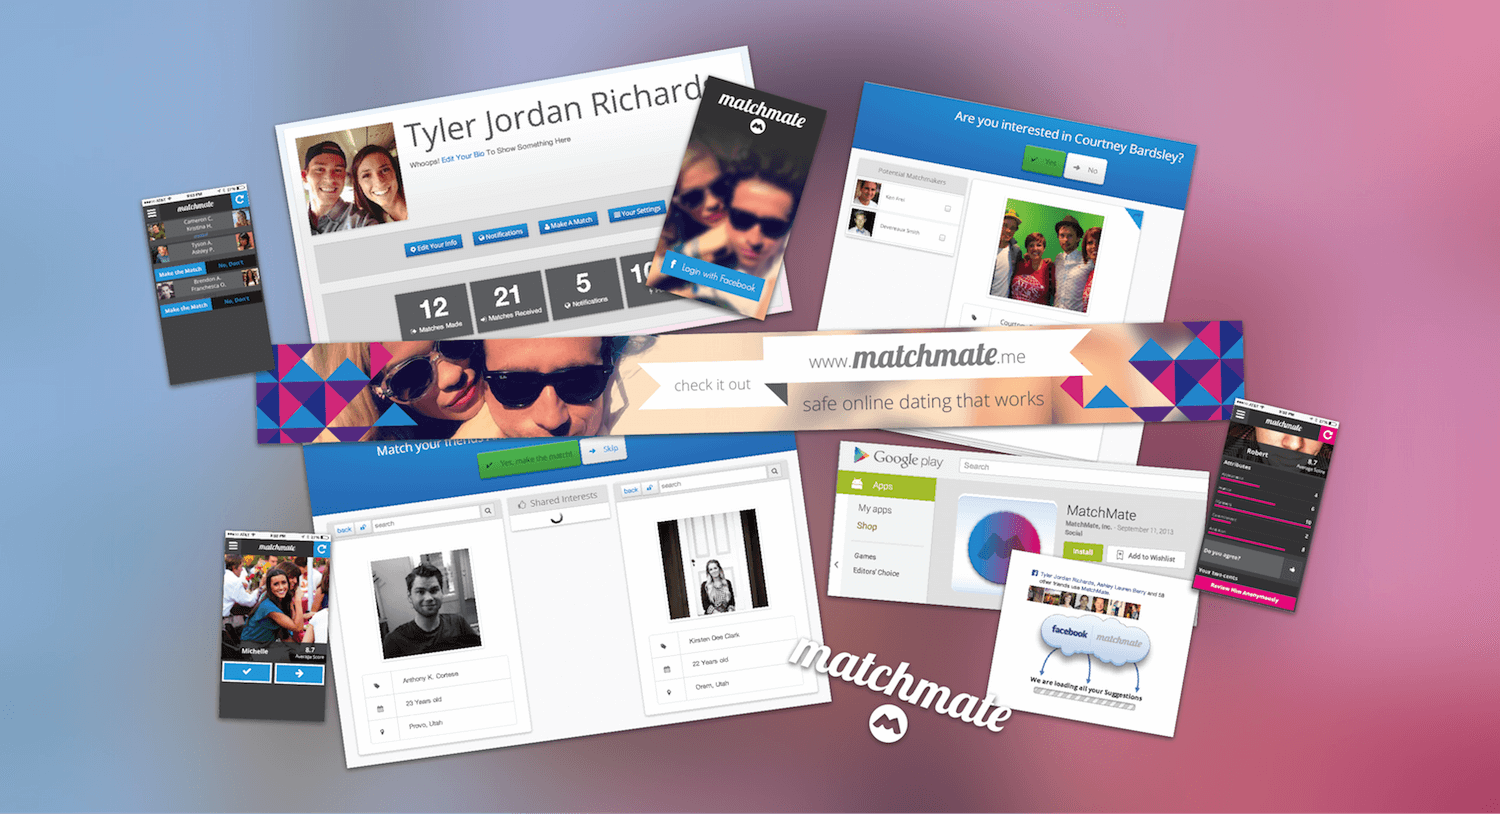 Tyler Jordan Richards
Whoops! Edit Your Bio To Show Something Here
Edit Your Info
Notifications
Make A Match
Your Settings
12
Matches Made
21
Matches Received
5
Notifications
10
matchmate
Login with Facebook
Are you interested in Courtney Bardsley?
Yes
No
Potential Matchmakers
Ken Frei
Devereaux Smith
matchmate
Cameron C.
Kristina H.
Tyson A.
Ashley P.
Make the Match
No, Don't
Brendon A.
Franchesca O.
Make the Match
No, Don't
check it out
www.matchmate.me
safe online dating that works
Match your friends
Yes, make the match!
Skip
back
search
Shared Interests
back
search
Anthony K. Cortese
23 Years old
Provo, Utah
Kirsten Dee Clark
22 Years old
Orem, Utah
matchmate
Michelle
8.7
Average Score
Google play
Search
Apps
My apps
Shop
Games
Editors' Choice
MatchMate
MatchMate, Inc. - September 11, 2013
Social
Install
Add to Wishlist
Tyler Jordan Richards, Ashley Lauren Berry and 58
other friends use MatchMate.
facebook
matchmate
We are loading all your Suggestions
matchmate
Robert
8.7
Average Score
Attributes
10
2
8
Do you agree?
Your two cents
Review Him Anonymously
matchmate